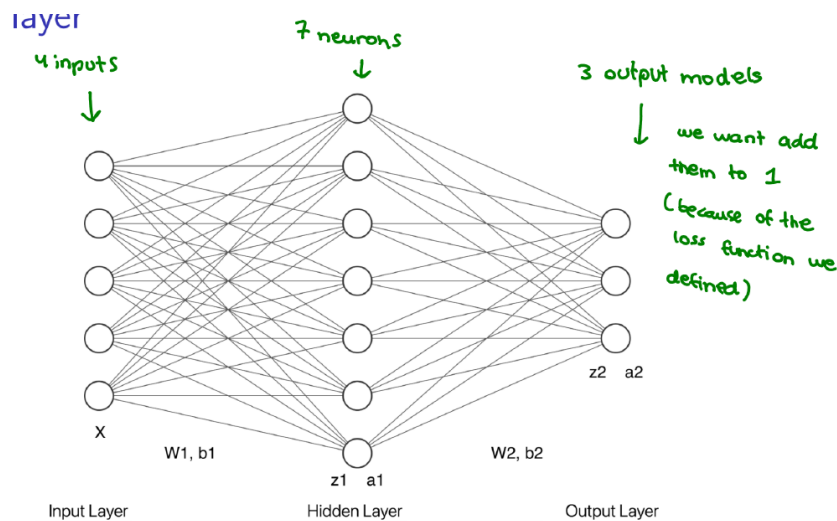 layer
4 inputs
7 neurons
3 output models
we want add
them to 1
(because of the
loss function we
defined)
X
W1, b1
z1 a1
W2, b2
z2 a2
Input Layer
Hidden Layer
Output Layer